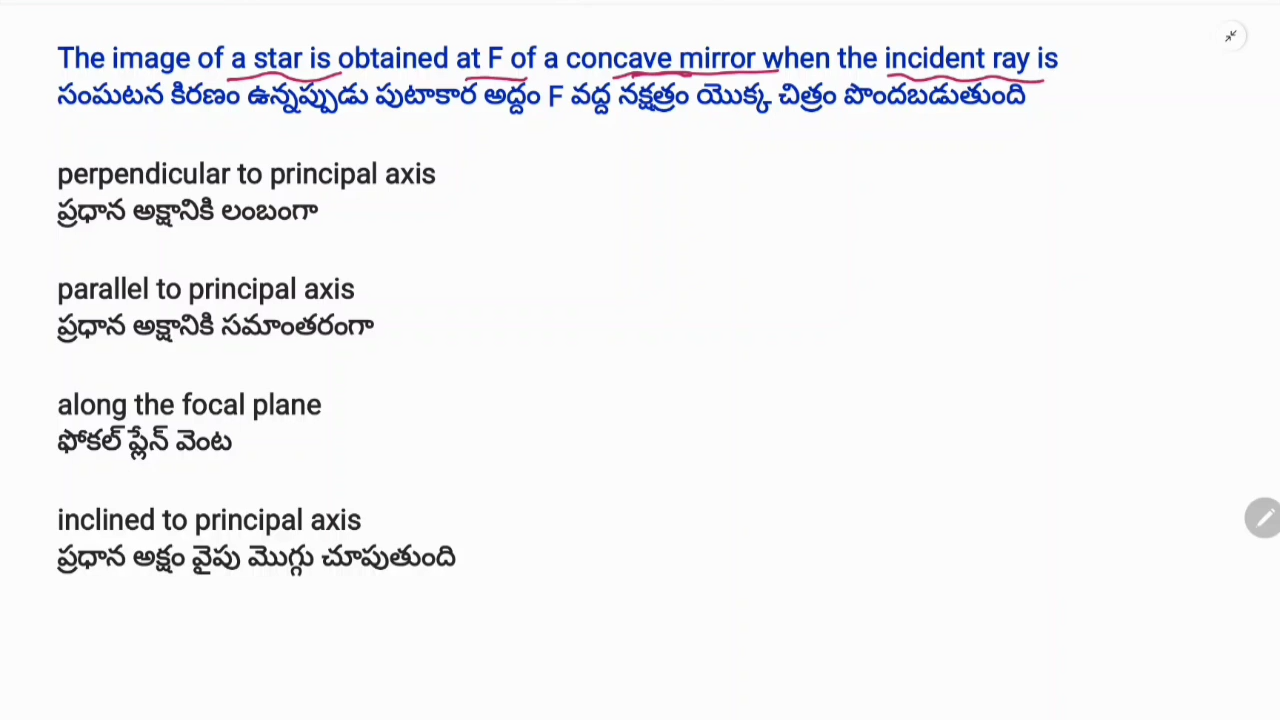 The image of a star is obtained at F of a concave mirror when the incident ray is
సంఘటన కిరణం ఉన్నప్పుడు పుటాకార అద్దం F వద్ద నక్షత్రం యొక్క చిత్రం పొందబడుతుంది
perpendicular to principal axis
ప్రధాన అక్షానికి లంబంగా
parallel to principal axis
ప్రధాన అక్షానికి సమాంతరంగా
along the focal plane
ఫోకల్ ప్లేన్ వెంట
inclined to principal axis
ప్రధాన అక్షం వైపు మొగ్గు చూపుతుంది